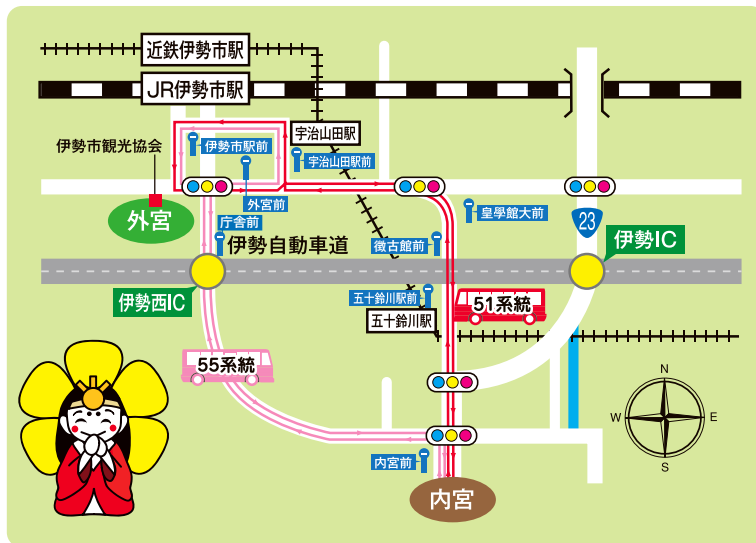 近鉄伊勢市駅
JR伊勢市駅
宇治山田駅
伊勢市観光協会
伊勢市駅前
宇治山田駅前
外宮
外宮前
皇學館大前
庁舎前
23
伊勢自動車道
徴古館前
伊勢IC
伊勢西IC
五十鈴川駅前
51系統
五十鈴川駅
55系統
N
W
E
S
内宮前
内宮